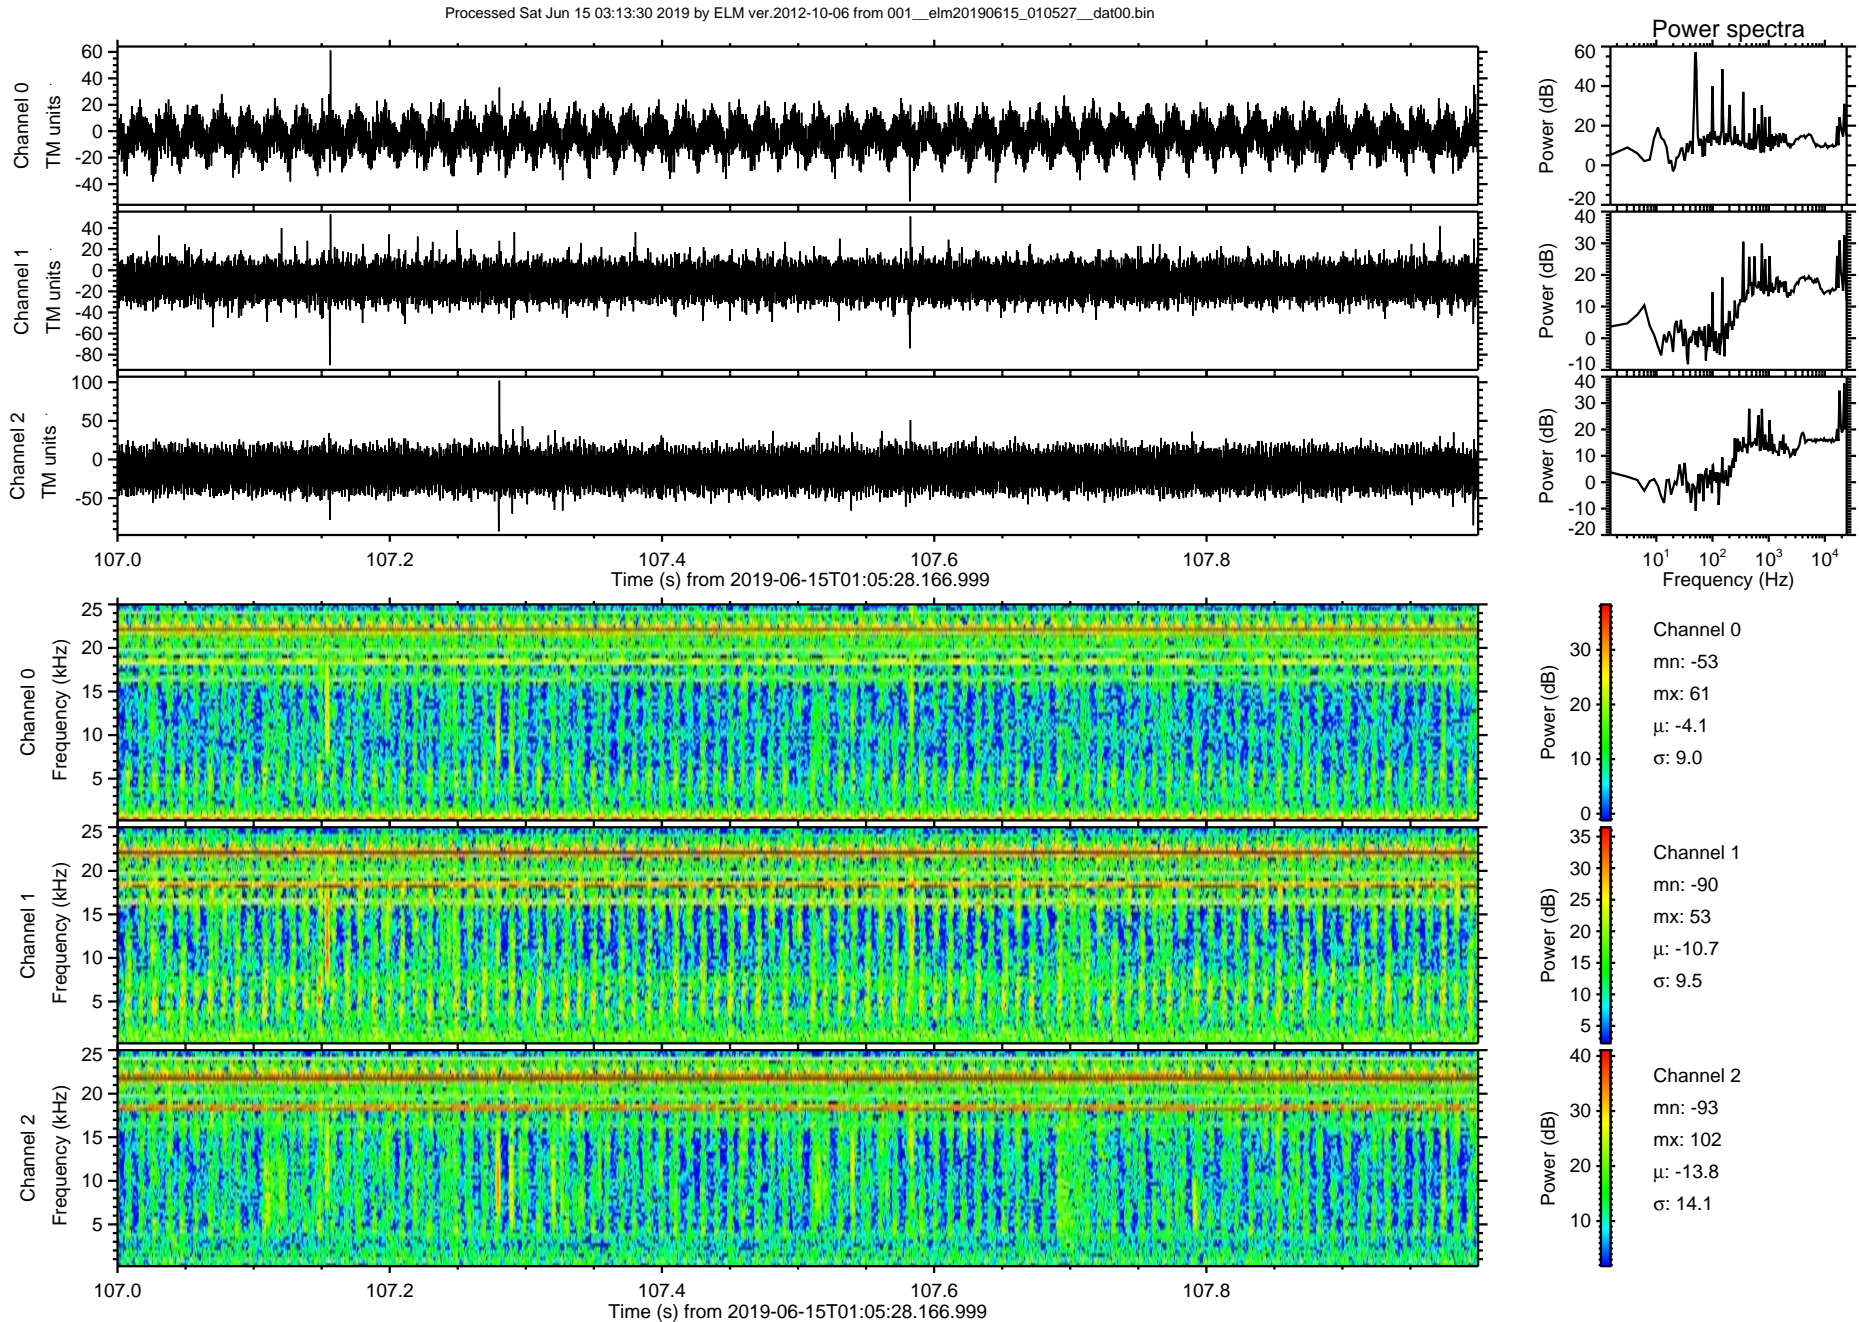 Processed Sat Jun 15 03:13:30 2019 by ELM ver.2012-10-06 from 001__elm20190615_010527__dat00.bin
Power spectra
Channel 0
TM units
60
40
20
0
-20
-40
Power (dB)
60
40
20
0
-20
Channel 1
TM units
40
20
0
-20
-40
-60
-80
Power (dB)
40
30
20
10
0
-10
Channel 2
TM units
100
50
0
-50
Power (dB)
40
30
20
10
0
-10
-20
107.0 107.2 107.4 107.6 107.8
Time (s) from 2019-06-15T01:05:28.166.999
10^1 10^2 10^3 10^4
Frequency (Hz)
Channel 0
Frequency (kHz)
25
20
15
10
5
Power (dB)
30
20
10
0
Channel 0
mn: -53
mx: 61
µ: -4.1
σ: 9.0
Channel 1
Frequency (kHz)
25
20
15
10
5
Power (dB)
35
30
25
20
15
10
5
Channel 1
mn: -90
mx: 53
µ: -10.7
σ: 9.5
Channel 2
Frequency (kHz)
25
20
15
10
5
Power (dB)
40
30
20
10
Channel 2
mn: -93
mx: 102
µ: -13.8
σ: 14.1
107.0 107.2 107.4 107.6 107.8
Time (s) from 2019-06-15T01:05:28.166.999